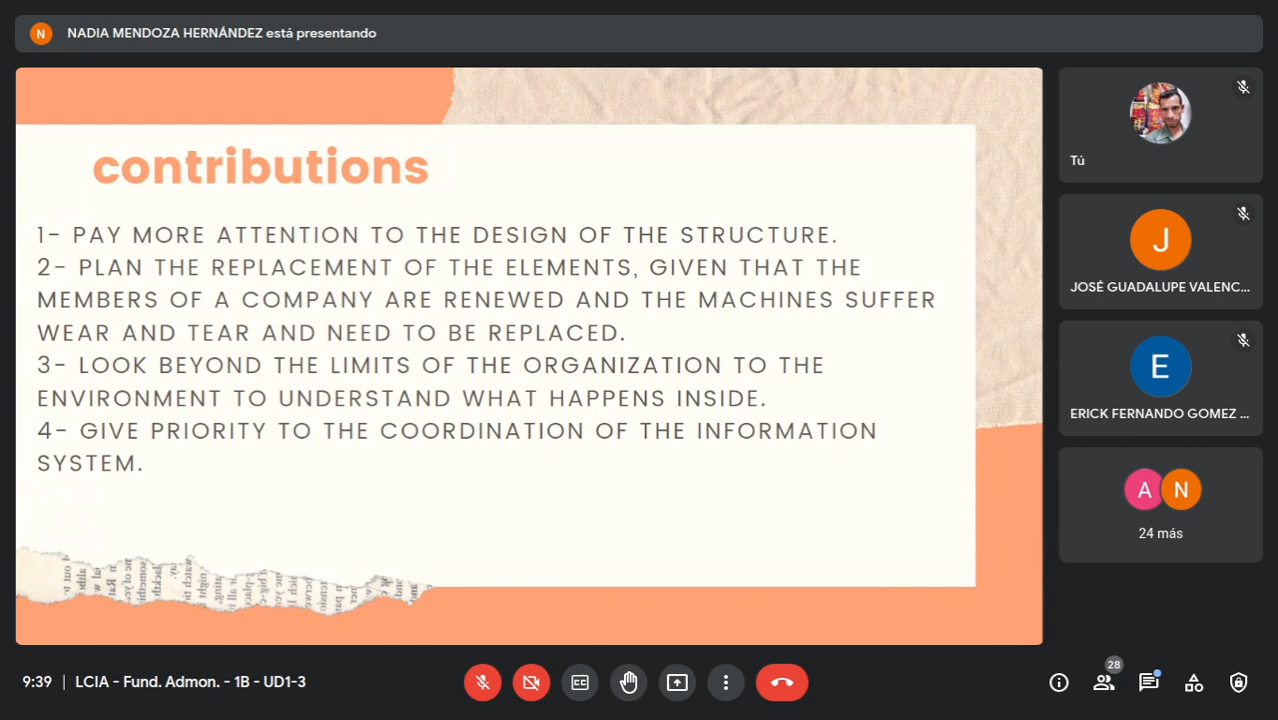 N
NADIA MENDOZA HERNÁNDEZ está presentando
contributions
1- PAY MORE ATTENTION TO THE DESIGN OF THE STRUCTURE.
2- PLAN THE REPLACEMENT OF THE ELEMENTS, GIVEN THAT THE
MEMBERS OF A COMPANY ARE RENEWED AND THE MACHINES SUFFER
WEAR AND TEAR AND NEED TO BE REPLACED.
3- LOOK BEYOND THE LIMITS OF THE ORGANIZATION TO THE
ENVIRONMENT TO UNDERSTAND WHAT HAPPENS INSIDE.
4- GIVE PRIORITY TO THE COORDINATION OF THE INFORMATION
SYSTEM.
Tú
J
JOSÉ GUADALUPE VALENC...
E
ERICK FERNANDO GOMEZ ...
A N
24 más
9:39 | LCIA - Fund. Admon. - 1B - UD1-3
CC
28